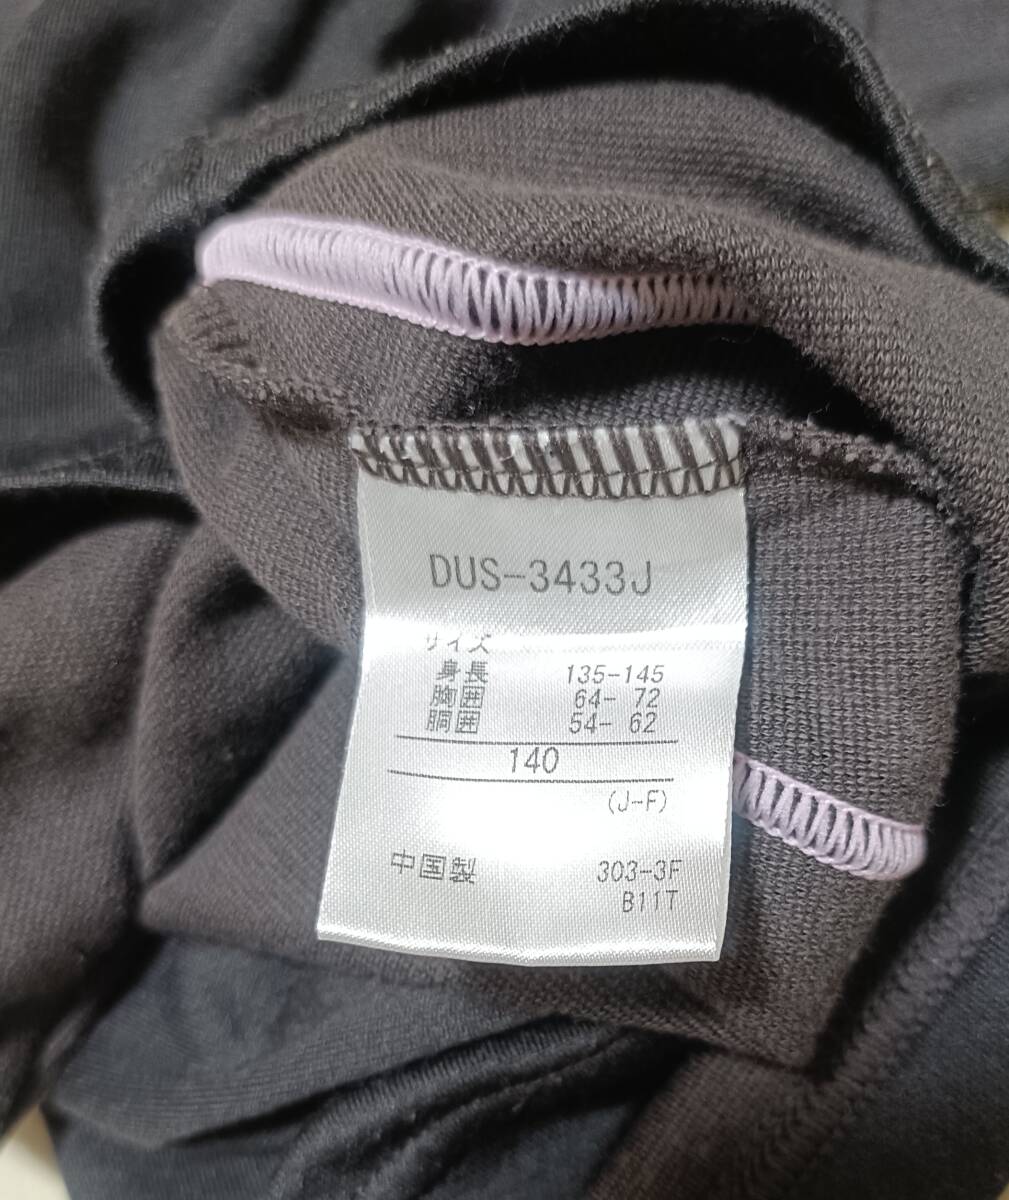 DUS-3433J
サイズ
身長 135-145
胸囲 64- 72
胴囲 54- 62
140
(J-F)
中国製 303-3F
B11T